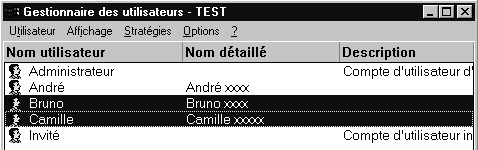 Gestionnaire des utilisateurs - TEST
Utilisateur Affichage Stratégies Options ?
Nom utilisateur Nom détaillé Description
Administrateur Compte d'utilisateur d'
André André xxxx
Bruno Bruno xxxx
Camille Camille xxxxx
Invité Compte d'utilisateur in